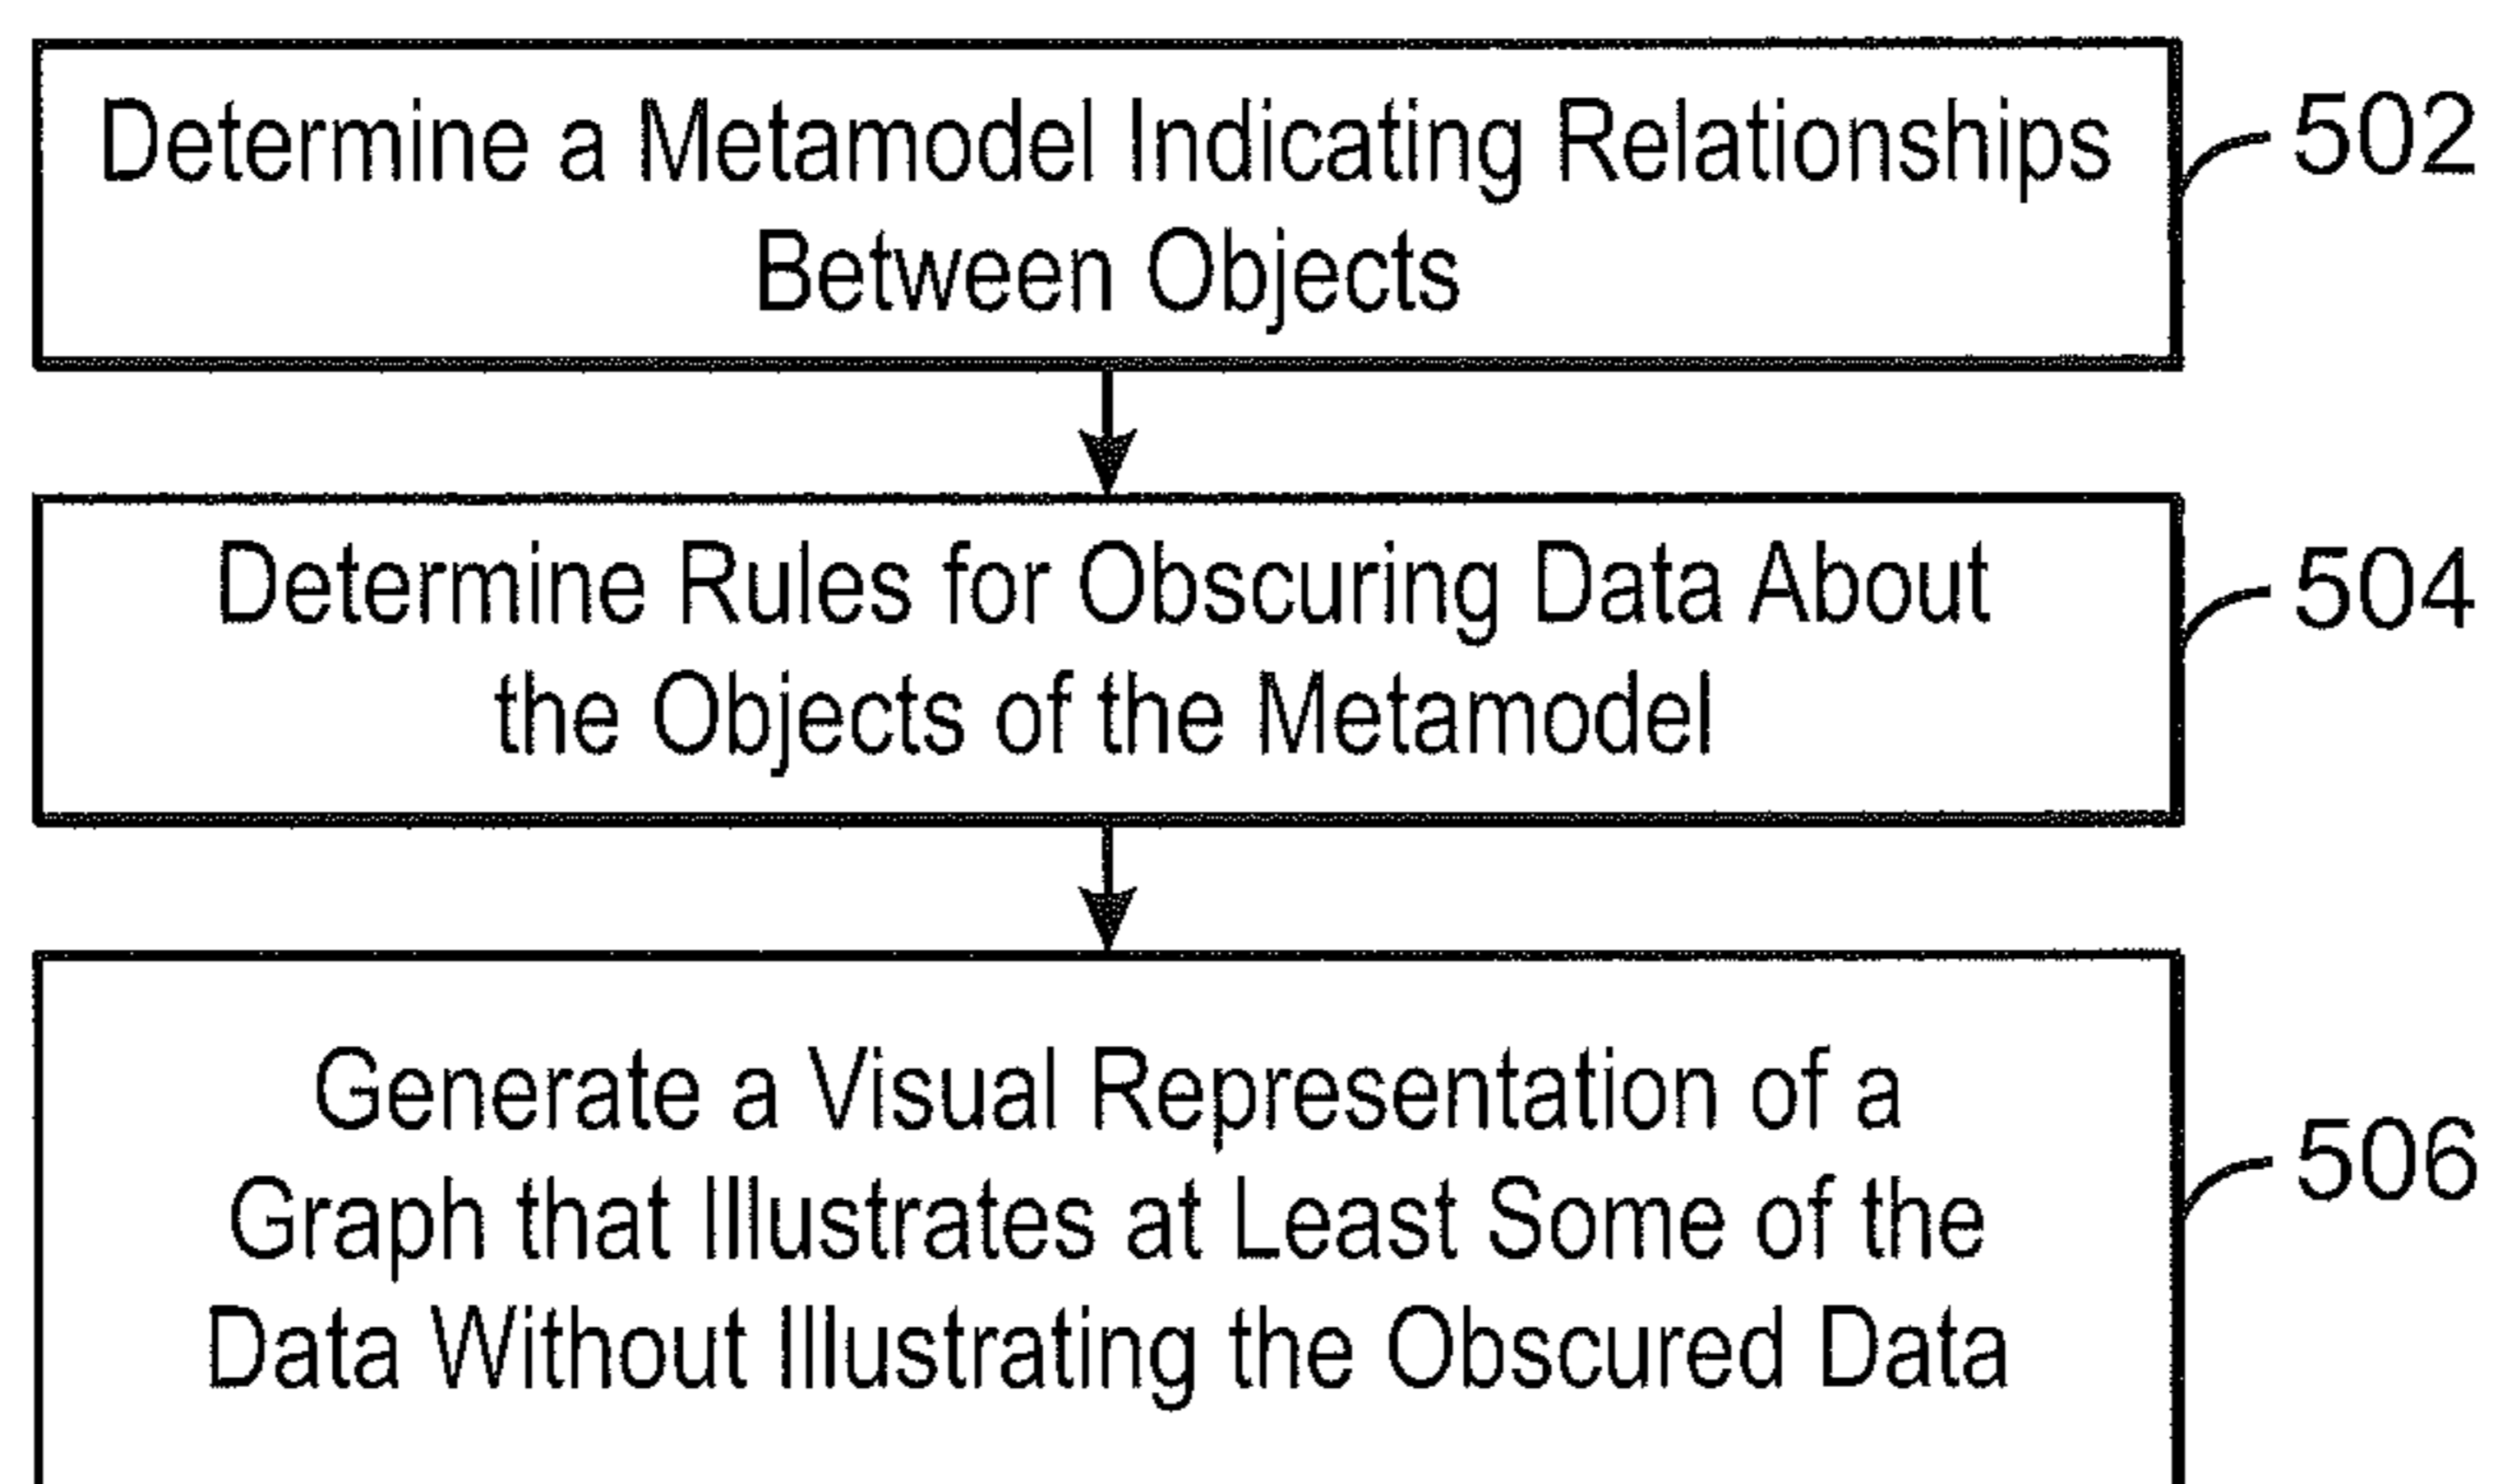 Determine a Metamodel Indicating Relationships
Between Objects
502
Determine Rules for Obscuring Data About
the Objects of the Metamodel
504
Generate a Visual Representation of a
Graph that Illustrates at Least Some of the
Data Without Illustrating the Obscured Data
506